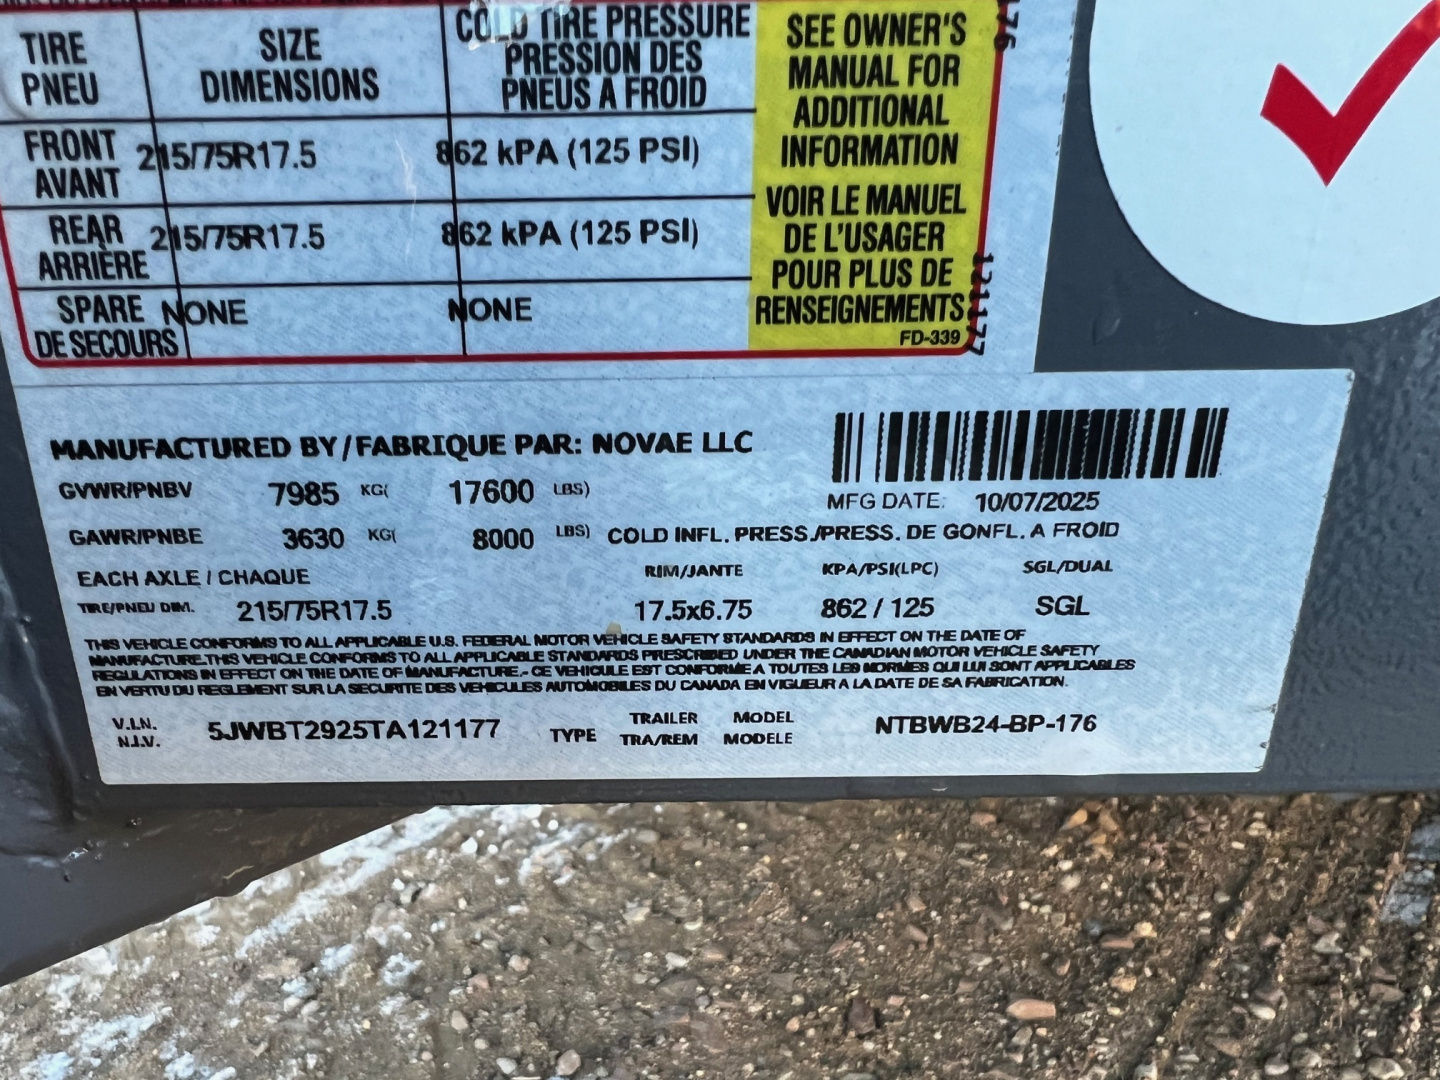 TIRE SIZE COLD TIRE PRESSURE
PNEU DIMENSIONS PRESSION DES
PNEUS A FROID
FRONT 215/75R17.5 862 kPA (125 PSI)
AVANT
REAR 215/75R17.5 862 kPA (125 PSI)
ARRIÈRE
SPARE NONE NONE
DE SECOURS
SEE OWNER'S
MANUAL FOR
ADDITIONAL
INFORMATION
VOIR LE MANUEL
DE L'USAGER
POUR PLUS DE
RENSEIGNEMENTS
FD-339
121177
MANUFACTURED BY/FABRIQUE PAR: NOVAE LLC
GVWR/PNBV 7985 KG( 17600 LBS)
MFG DATE: 10/07/2025
GAWR/PNBE 3630 KG( 8000 LBS) COLD INFL. PRESS./PRESS. DE GONFL. A FROID
EACH AXLE / CHAQUE RIM/JANTE KPA/PSI(LPC) SGL/DUAL
TIRE/PNEU DIM. 215/75R17.5 17.5x6.75 862 / 125 SGL
THIS VEHICLE CONFORMS TO ALL APPLICABLE U.S. FEDERAL MOTOR VEHICLE SAFETY STANDARDS IN EFFECT ON THE DATE OF
MANUFACTURE.THIS VEHICLE CONFORMS TO ALL APPLICABLE STANDARDS PRESCRIBED UNDER THE CANADIAN MOTOR VEHICLE SAFETY
REGULATIONS IN EFFECT ON THE DATE OF MANUFACTURE.- CE VEHICULE EST CONFORME A TOUTES LES NORMES QUI LUI SONT APPLICABLES
EN VERTU DU REGLEMENT SUR LA SECURITE DES VEHICULES AUTOMOBILES DU CANADA EN VIGUEUR A LA DATE DE SA FABRICATION.
V.I.N. 5JWBT2925TA121177 TYPE TRAILER MODEL NTBWB24-BP-176
N.I.V. TRA/REM MODELE